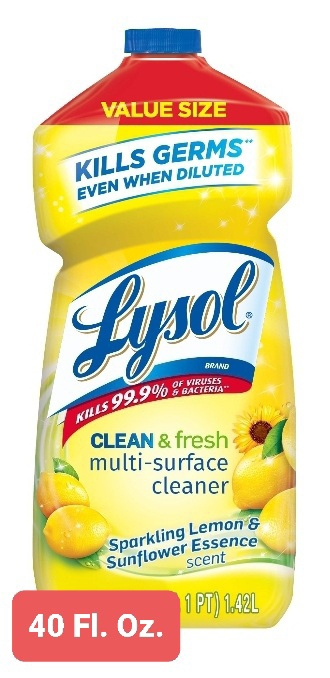 VALUE SIZE
KILLS GERMS**
EVEN WHEN DILUTED
Lysol®
BRAND
KILLS 99.9% OF VIRUSES
& BACTERIA**
CLEAN & fresh
multi-surface
cleaner
Sparkling Lemon &
Sunflower Essence
scent
1 PT) 1.42L
40 Fl. Oz.